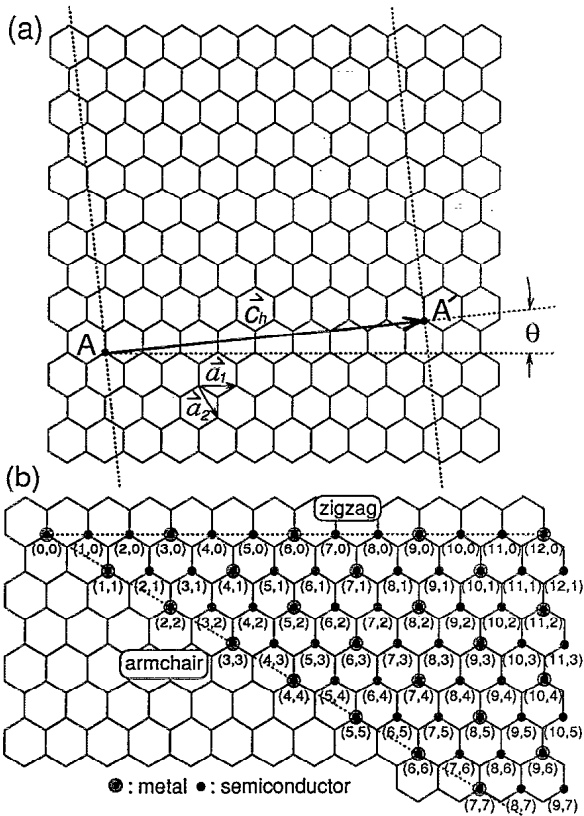 (a)
C⃗h
A′
A
θ
a⃗1
a⃗2
(b)
zigzag
(0,0) (1,0) (2,0) (3,0) (4,0) (5,0) (6,0) (7,0) (8,0) (9,0) (10,0) (11,0) (12,0)
(1,1) (2,1) (3,1) (4,1) (5,1) (6,1) (7,1) (8,1) (9,1) (10,1) (11,1) (12,1)
(2,2) (3,2) (4,2) (5,2) (6,2) (7,2) (8,2) (9,2) (10,2) (11,2)
armchair
(3,3) (4,3) (5,3) (6,3) (7,3) (8,3) (9,3) (10,3) (11,3)
(4,4) (5,4) (6,4) (7,4) (8,4) (9,4) (10,4)
(5,5) (6,5) (7,5) (8,5) (9,5) (10,5)
(6,6) (7,6) (8,6) (9,6)
: metal : semiconductor
(7,7) (8,7) (9,7)